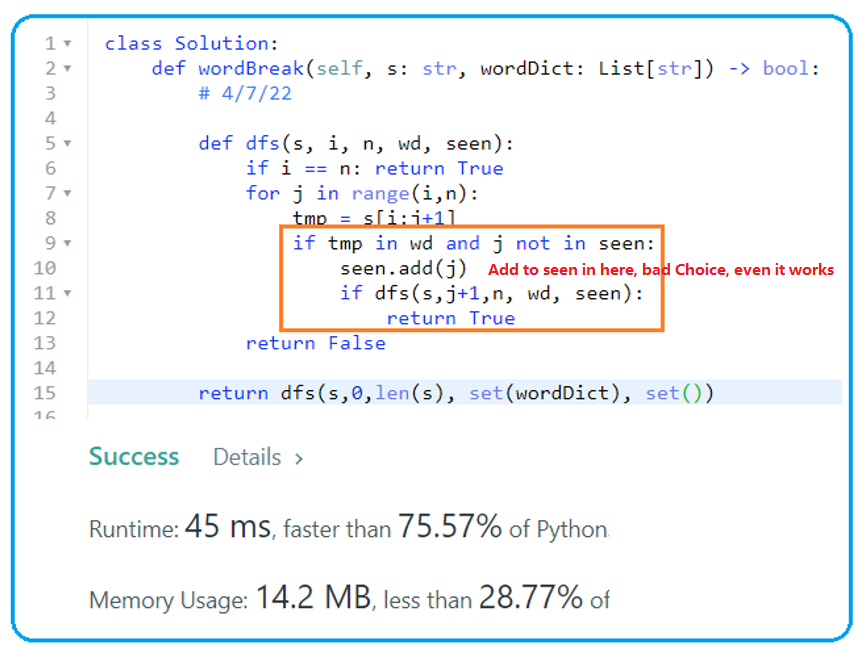 1 class Solution:
2 def wordBreak(self, s: str, wordDict: List[str]) -> bool:
3 # 4/7/22
4
5 def dfs(s, i, n, wd, seen):
6 if i == n: return True
7 for j in range(i,n):
8 tmp = s[i:j+1]
9 if tmp in wd and j not in seen:
10 seen.add(j) Add to seen in here, bad Choice, even it works
11 if dfs(s,j+1,n, wd, seen):
12 return True
13 return False
14
15 return dfs(s,0,len(s), set(wordDict), set())
16
Success Details >
Runtime: 45 ms, faster than 75.57% of Python
Memory Usage: 14.2 MB, less than 28.77% of